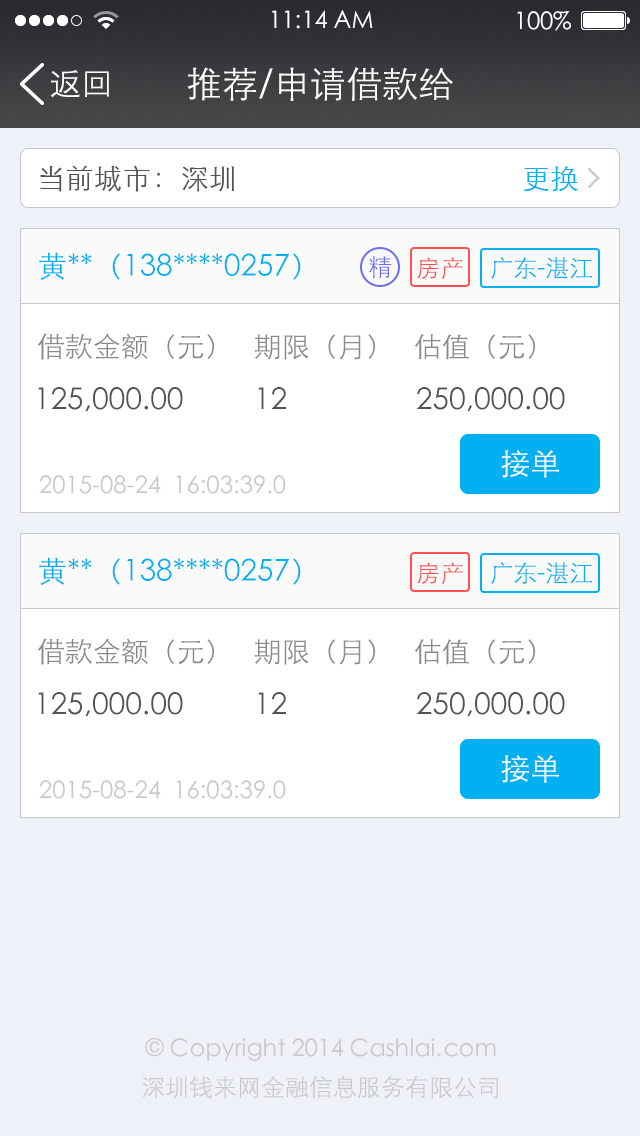 11:14 AM 100%
返回 推荐/申请借款给
当前城市：深圳 更换
黄**（138****0257） 精 房产 广东-湛江
借款金额（元） 期限（月） 估值（元）
125,000.00 12 250,000.00
接单
2015-08-24 16:03:39.0
黄**（138****0257） 房产 广东-湛江
借款金额（元） 期限（月） 估值（元）
125,000.00 12 250,000.00
接单
2015-08-24 16:03:39.0
© Copyright 2014 Cashlai.com
深圳钱来网金融信息服务有限公司